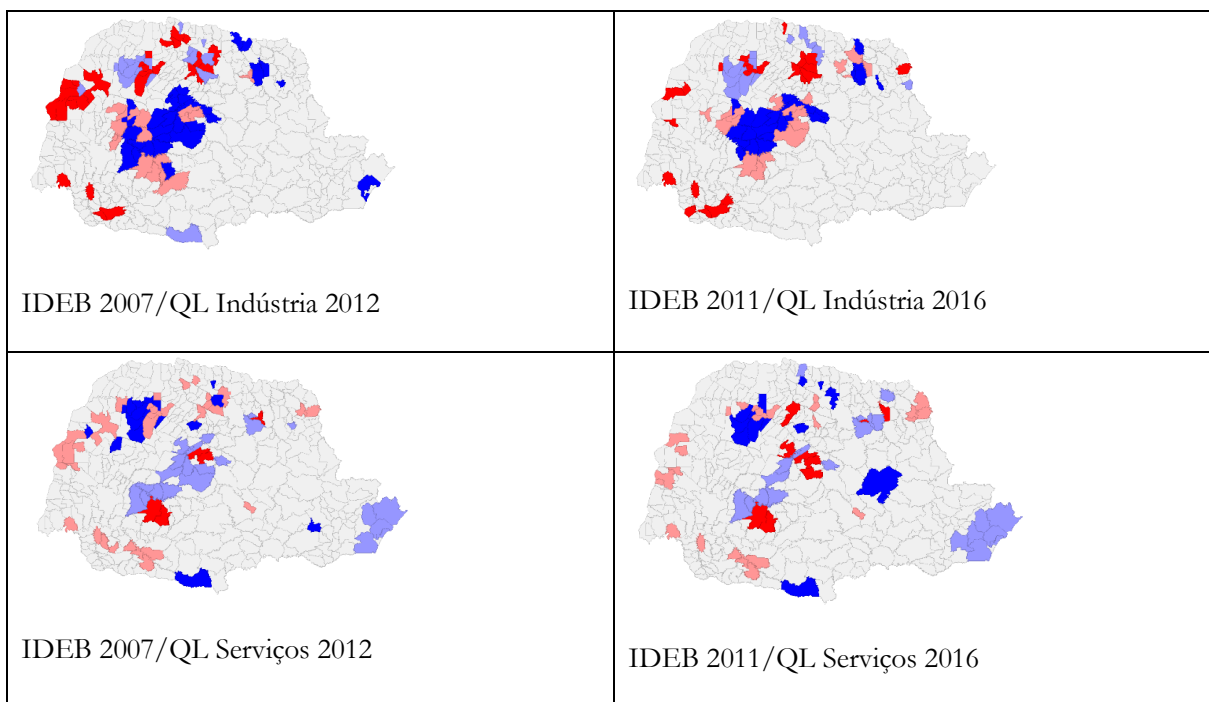 IDEB 2007/QL Indústria 2012
IDEB 2011/QL Indústria 2016
IDEB 2007/QL Serviços 2012
IDEB 2011/QL Serviços 2016